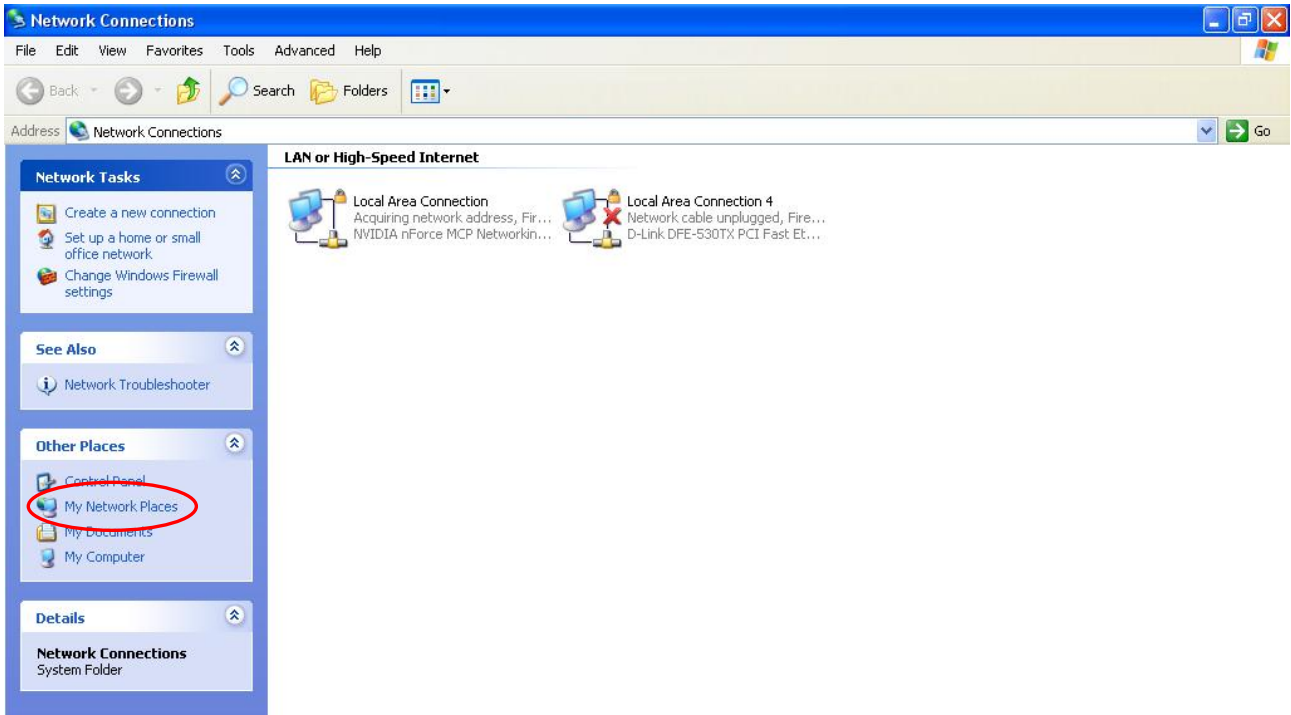 Network Connections
File Edit View Favorites Tools Advanced Help
Back Search Folders
Address Network Connections Go
Network Tasks
Create a new connection
Set up a home or small
office network
Change Windows Firewall
settings
See Also
Network Troubleshooter
Other Places
Control Panel
My Network Places
My Documents
My Computer
Details
Network Connections
System Folder
LAN or High-Speed Internet
Local Area Connection
Acquiring network address, Fir...
NVIDIA nForce MCP Networkin...
Local Area Connection 4
Network cable unplugged, Fire...
D-Link DFE-530TX PCI Fast Et...